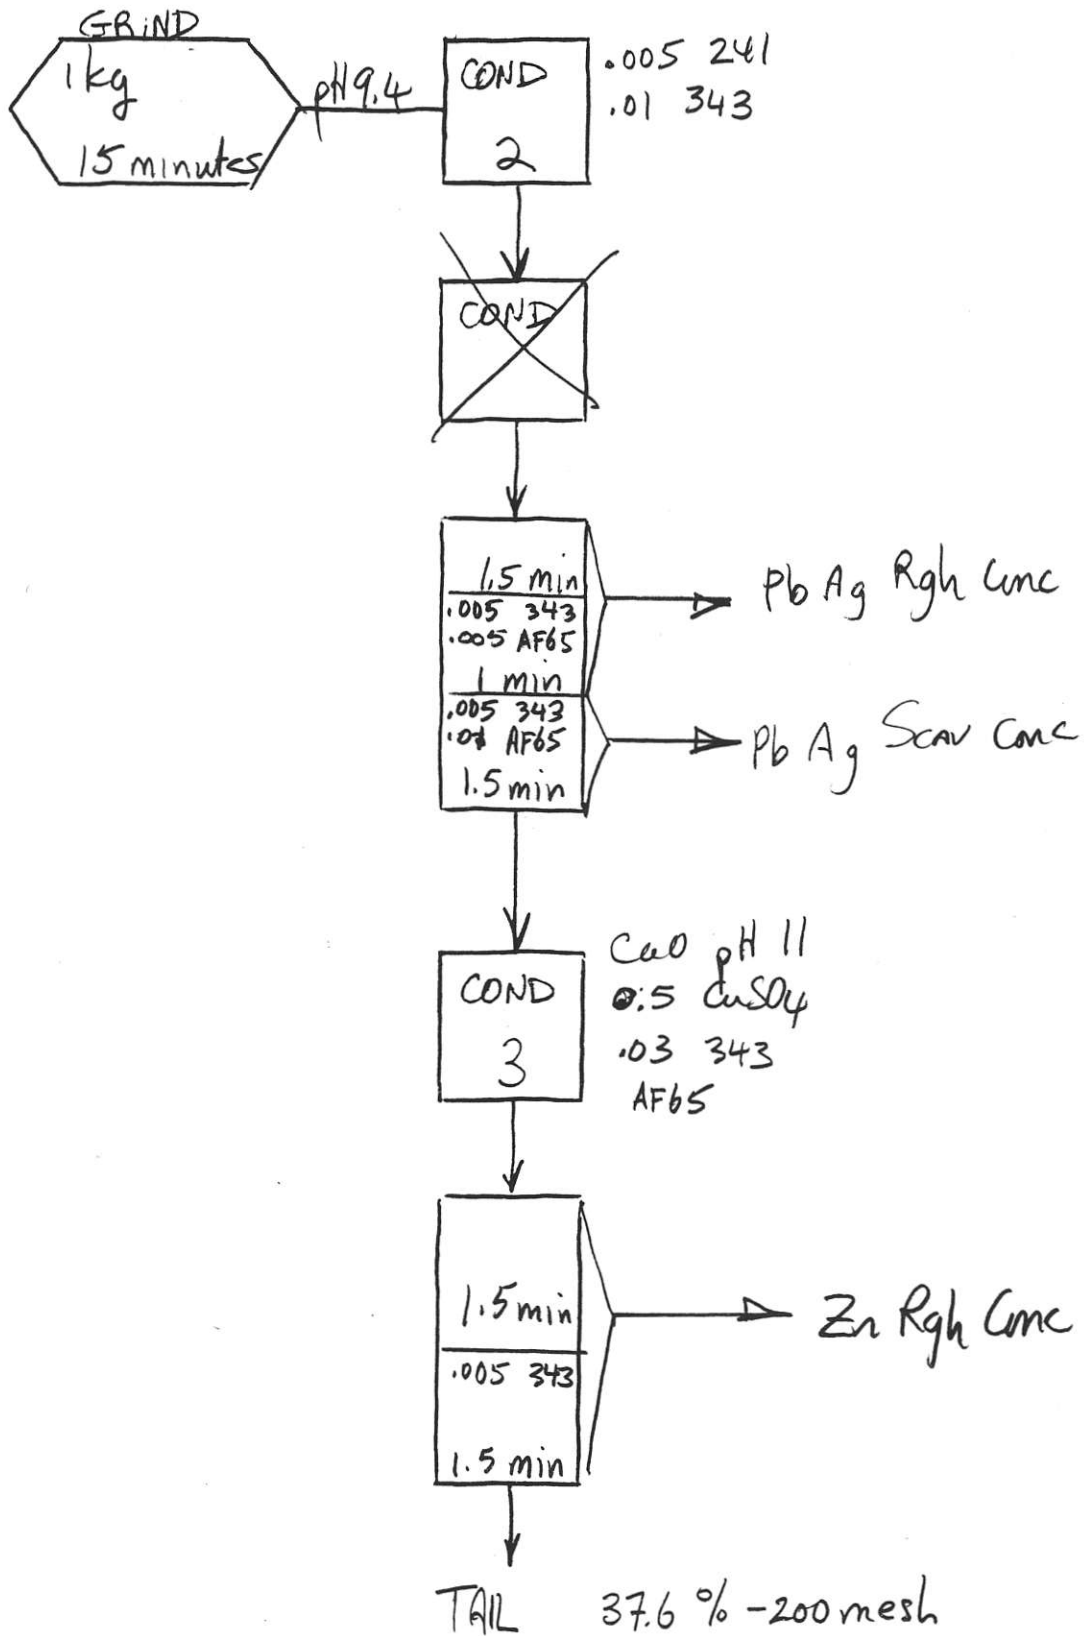 GRIND
1kg
15 minutes
pH 9.4
COND
2
.005 241
.01 343
COND
1.5 min
.005 343
.005 AF65
1 min
Pb Ag Rgh Conc
.005 343
AF65
1.5 min
Pb Ag Scav Conc
COND
3
CaO pH 11
.5 CuSO4
.03 343
AF65
1.5 min
.005 343
1.5 min
Zn Rgh Conc
TAIL 37.6 % -200 mesh